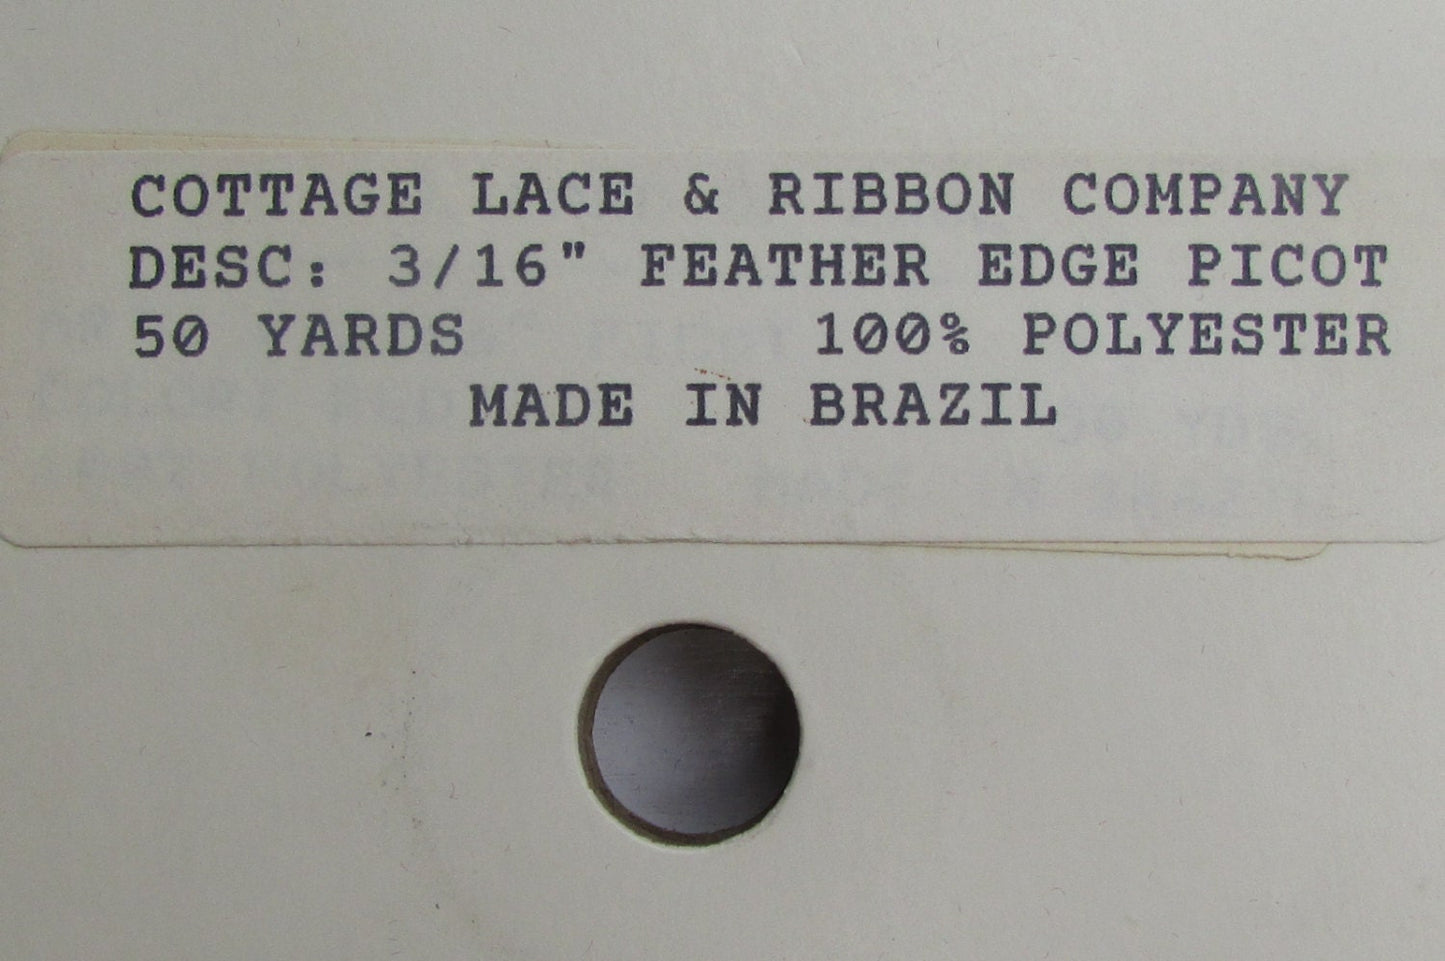 COTTAGE LACE & RIBBON COMPANY
DESC: 3/16" FEATHER EDGE PICOT
50 YARDS 100% POLYESTER
MADE IN BRAZIL